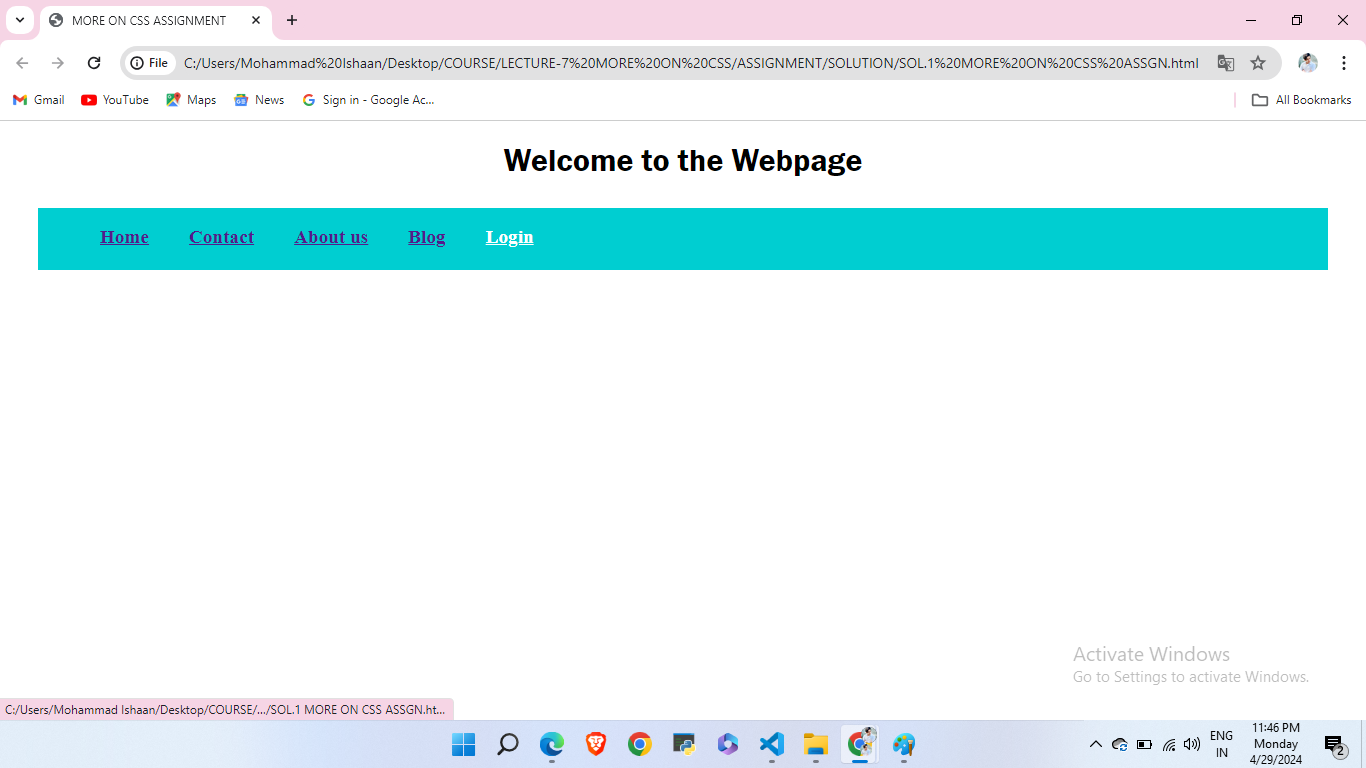 MORE ON CSS ASSIGNMENT
File C:/Users/Mohammad%20Ishaan/Desktop/COURSE/LECTURE-7%20MORE%20ON%20CSS/ASSIGNMENT/SOLUTION/SOL.1%20MORE%20ON%20CSS%20ASSGN.html
Gmail YouTube Maps News Sign in - Google Ac... All Bookmarks
Welcome to the Webpage
Home Contact About us Blog Login
Activate Windows
Go to Settings to activate Windows.
C:/Users/Mohammad Ishaan/Desktop/COURSE/.../SOL.1 MORE ON CSS ASSGN.ht...
ENG
IN
11:46 PM
Monday
4/29/2024
2